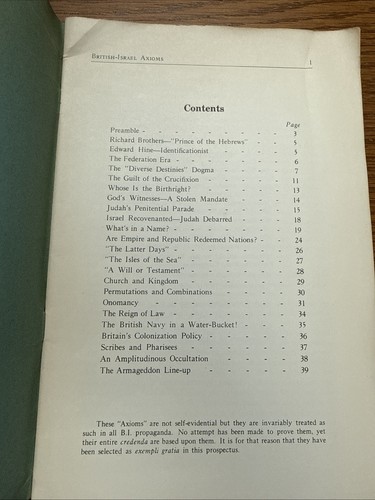 British-Israel Axioms 1
Contents
Page
Preamble - - - - - - - - - 3
Richard Brothers—"Prince of the Hebrews" - - 5
Edward Hine—Identificationist - - - - 5
The Federation Era - - - - - - - 6
The "Diverse Destinies" Dogma - - - - 7
The Guilt of the Crucifixion - - - - - 11
Whose Is the Birthright? - - - - - 13
God's Witnesses—A Stolen Mandate - - - 14
Judah's Penitential Parade - - - - - 15
Israel Recovenanted—Judah Debarred - - - 18
What's in a Name? - - - - - - - 19
Are Empire and Republic Redeemed Nations? - - 24
"The Latter Days" - - - - - - - 26
"The Isles of the Sea" - - - - - - 27
"A Will or Testament" - - - - - - 28
Church and Kingdom - - - - - - 29
Permutations and Combinations - - - - 30
Onomancy - - - - - - - - 31
The Reign of Law - - - - - - - 34
The British Navy in a Water-Bucket! - - - 35
Britain's Colonization Policy - - - - - 36
Scribes and Pharisees - - - - - - 37
An Amplitudinous Occultation - - - - 38
The Armageddon Line-up - - - - - 39
These "Axioms" are not self-evident but they are invariably treated as
such in all B.I. propaganda. No attempt has been made to prove them, yet
their entire credenda are based upon them. It is for that reason that they have
been selected as exempli gratia in this prospectus.